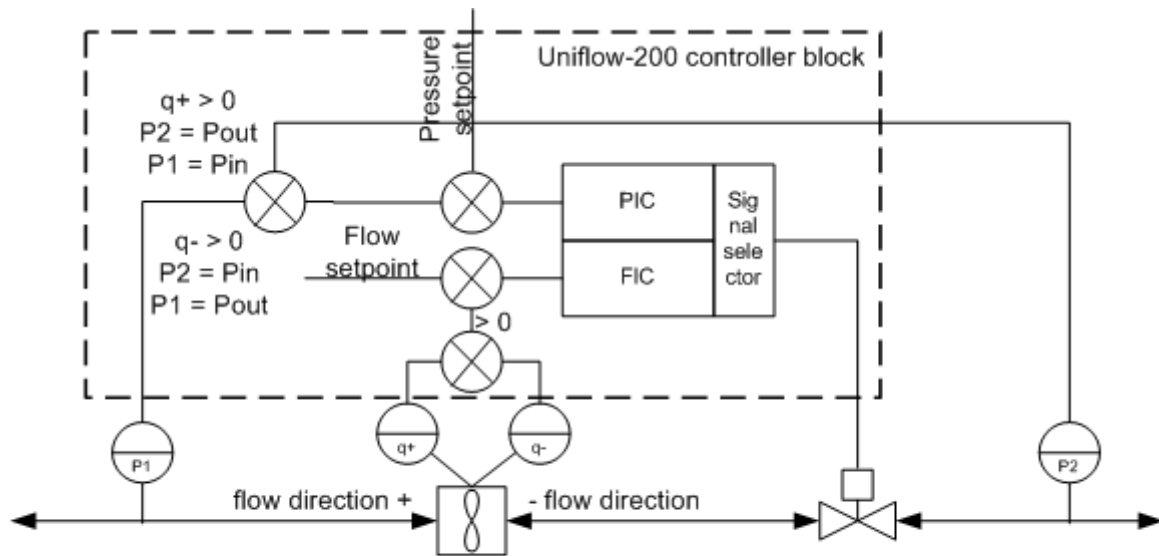 Uniflow-200 controller block
Pressure
setpoint
q+ > 0
P2 = Pout
P1 = Pin
q- > 0
P2 = Pin
P1 = Pout
Flow
setpoint
PIC
FIC
Sig
nal
sele
ctor
> 0
q+
q-
P1
P2
flow direction +
- flow direction